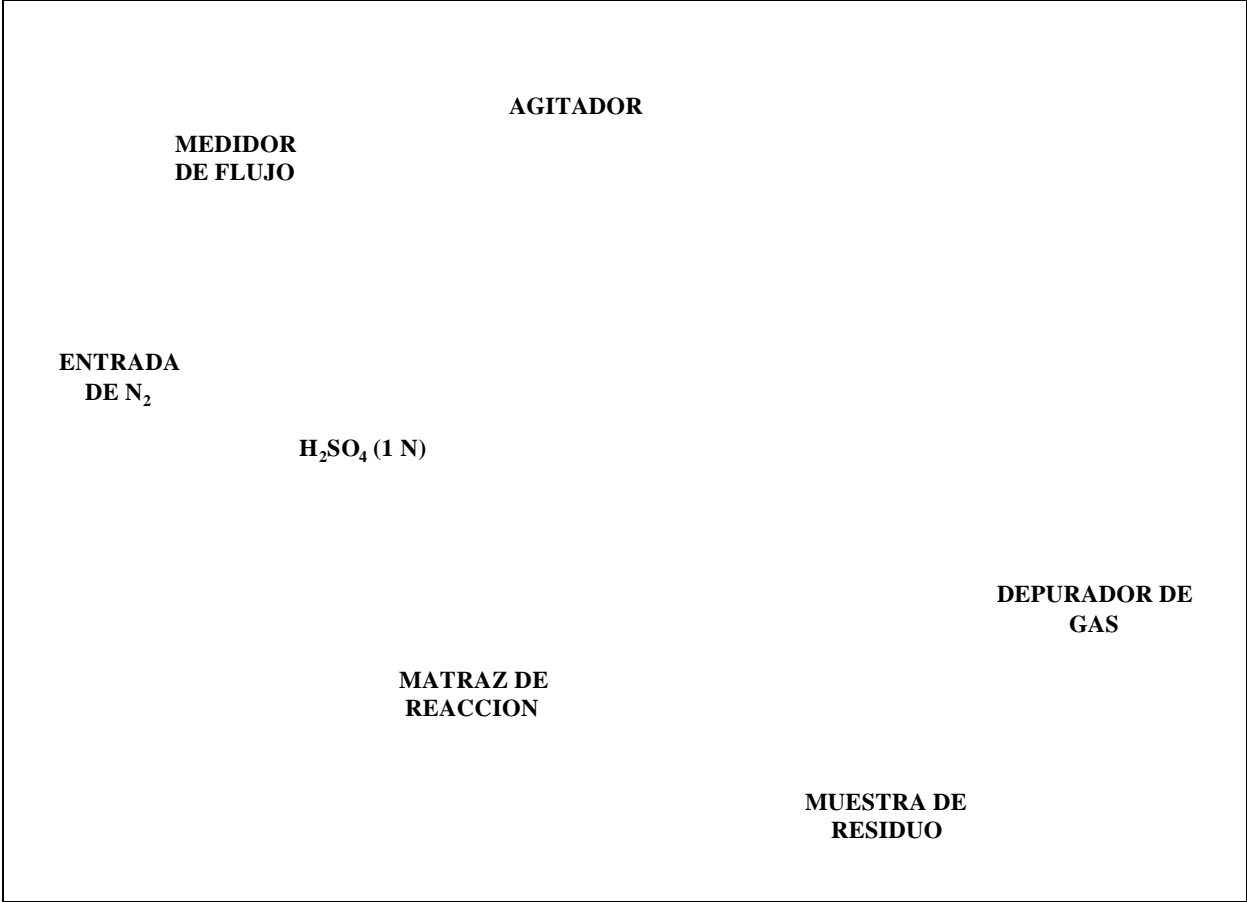 AGITADOR
MEDIDOR
DE FLUJO
ENTRADA
DE N₂
H₂SO₄ (1 N)
DEPURADOR DE
GAS
MATRAZ DE
REACCION
MUESTRA DE
RESIDUO